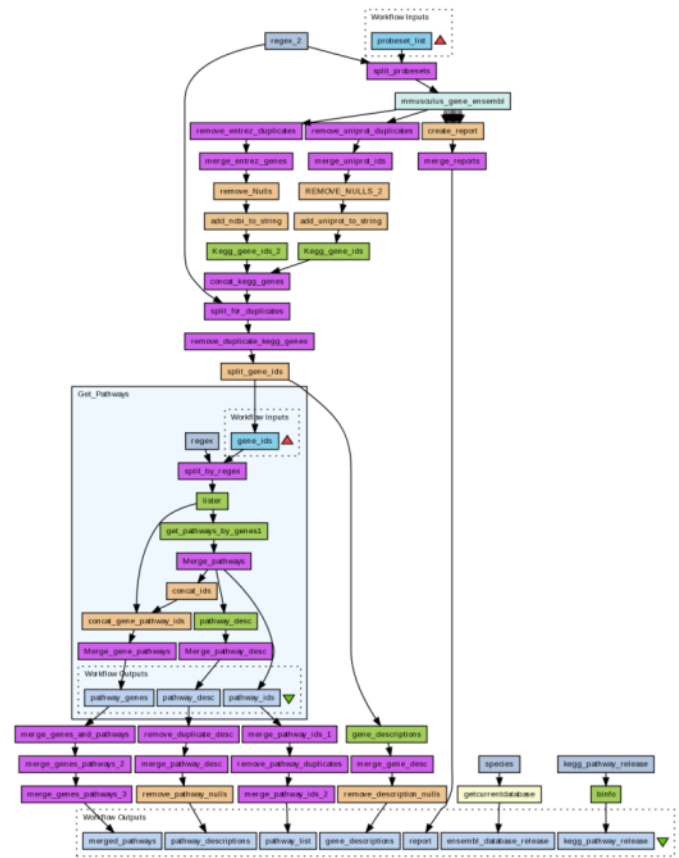 Workflow Inputs
regex_2
probeset_list
split_probesets
mmusculus_gene_ensembl
remove_entrez_duplicates
remove_uniprot_duplicates
create_report
merge_entrez_genes
merge_uniprot_ids
merge_reports
remove_Nulls
REMOVE_NULLS_2
add_ncbi_to_string
add_uniprot_to_string
Kegg_gene_ids_2
Kegg_gene_ids
concat_kegg_genes
split_for_duplicates
remove_duplicate_kegg_genes
split_gene_ids
Get_Pathways
Workflow Inputs
regex
gene_ids
split_by_regex
lister
get_pathways_by_genes1
Merge_pathways
concat_ids
concat_gene_pathway_ids
pathway_desc
Merge_gene_pathways
Merge_pathway_desc
Workflow Outputs
pathway_genes
pathway_desc
pathway_ids
merge_genes_and_pathways
remove_duplicate_desc
merge_pathway_ids_1
gene_descriptions
merge_genes_pathways_2
merge_pathway_desc
remove_pathway_duplicates
merge_gene_desc
species
kegg_pathway_release
merge_genes_pathways_3
remove_pathway_nulls
merge_pathway_ids_2
remove_description_nulls
getcurrentdatabase
binfo
Workflow Outputs
merged_pathways
pathway_descriptions
pathway_list
gene_descriptions
report
ensembl_database_release
kegg_pathway_release